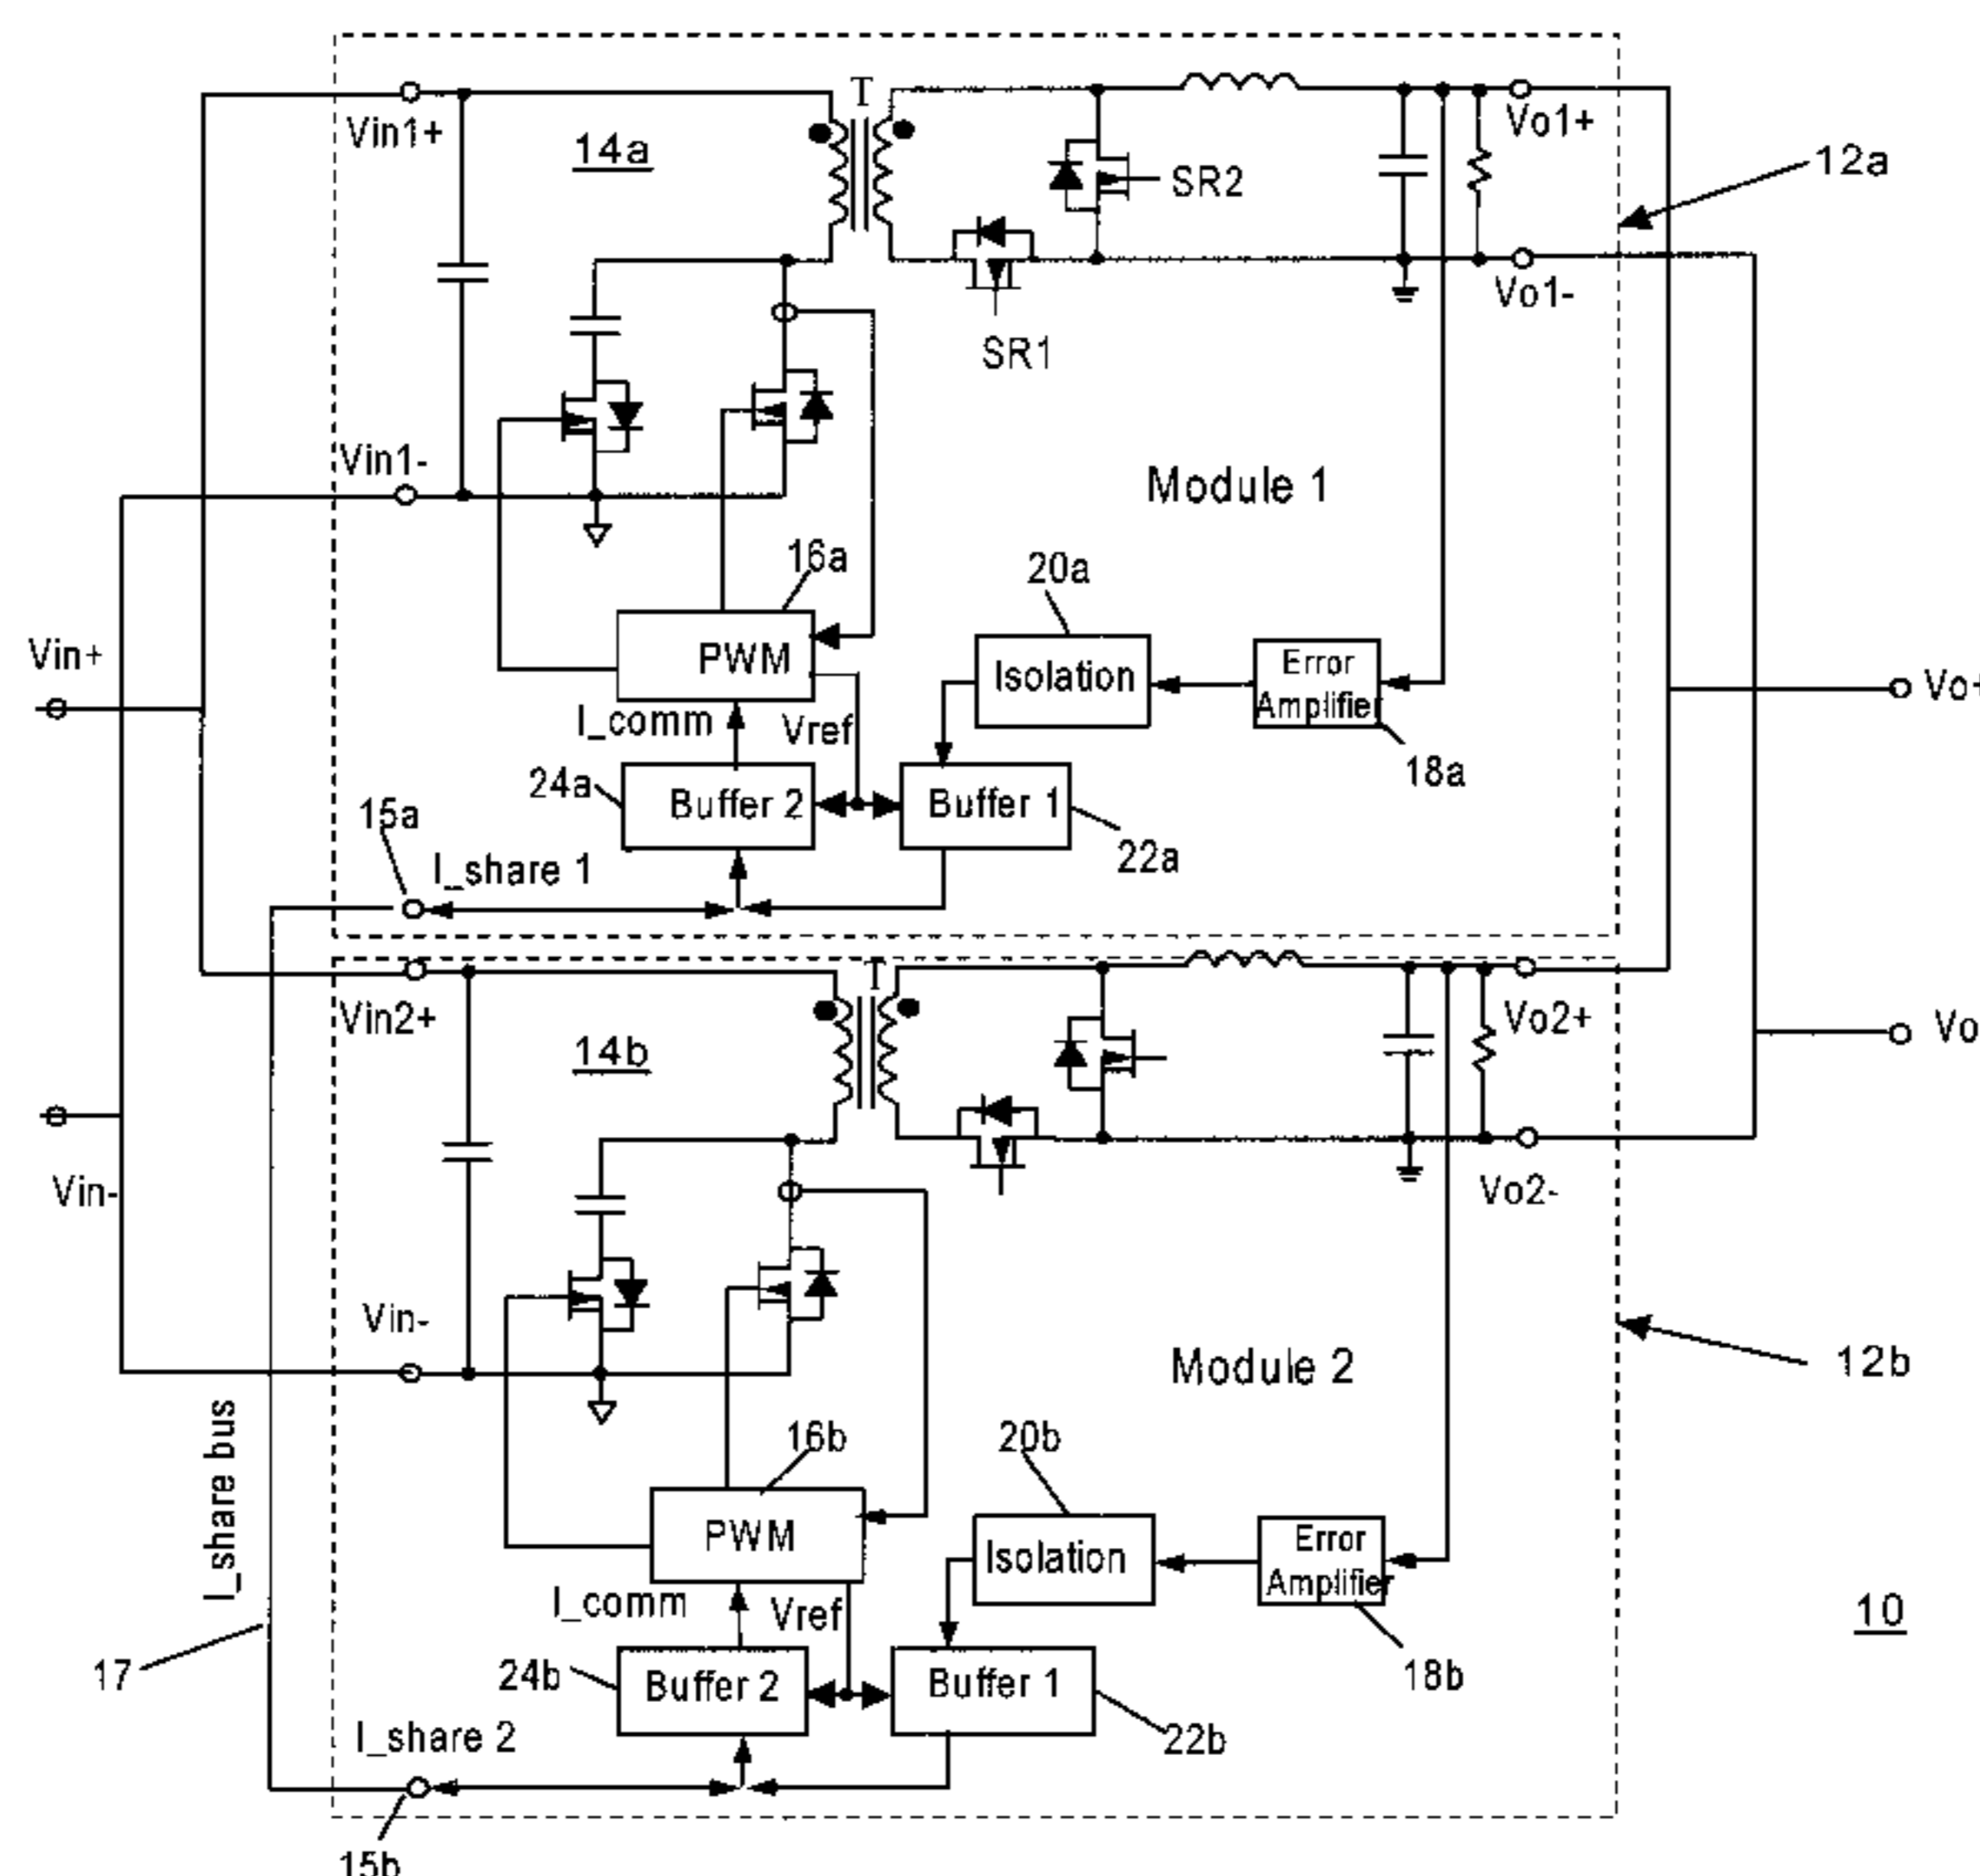 T
Vin1+
14a
Vo1+
12a
SR2
Vo1-
SR1
Vin1-
Module 1
16a
20a
Vin+
PWM
Isolation
Error
Amplifier
Vo+
I_comm
Vref
18a
24a
Buffer 2
Buffer 1
15a
22a
I_share 1
T
Vin2+
Vo2+
Vo
14b
Vin-
Vo2-
Vin-
Module 2
12b
I_share bus
16b
20b
PWM
Isolation
Error
Amplifier
I_comm
Vref
10
17
24b
Buffer 2
Buffer 1
18b
I_share 2
22b
15b